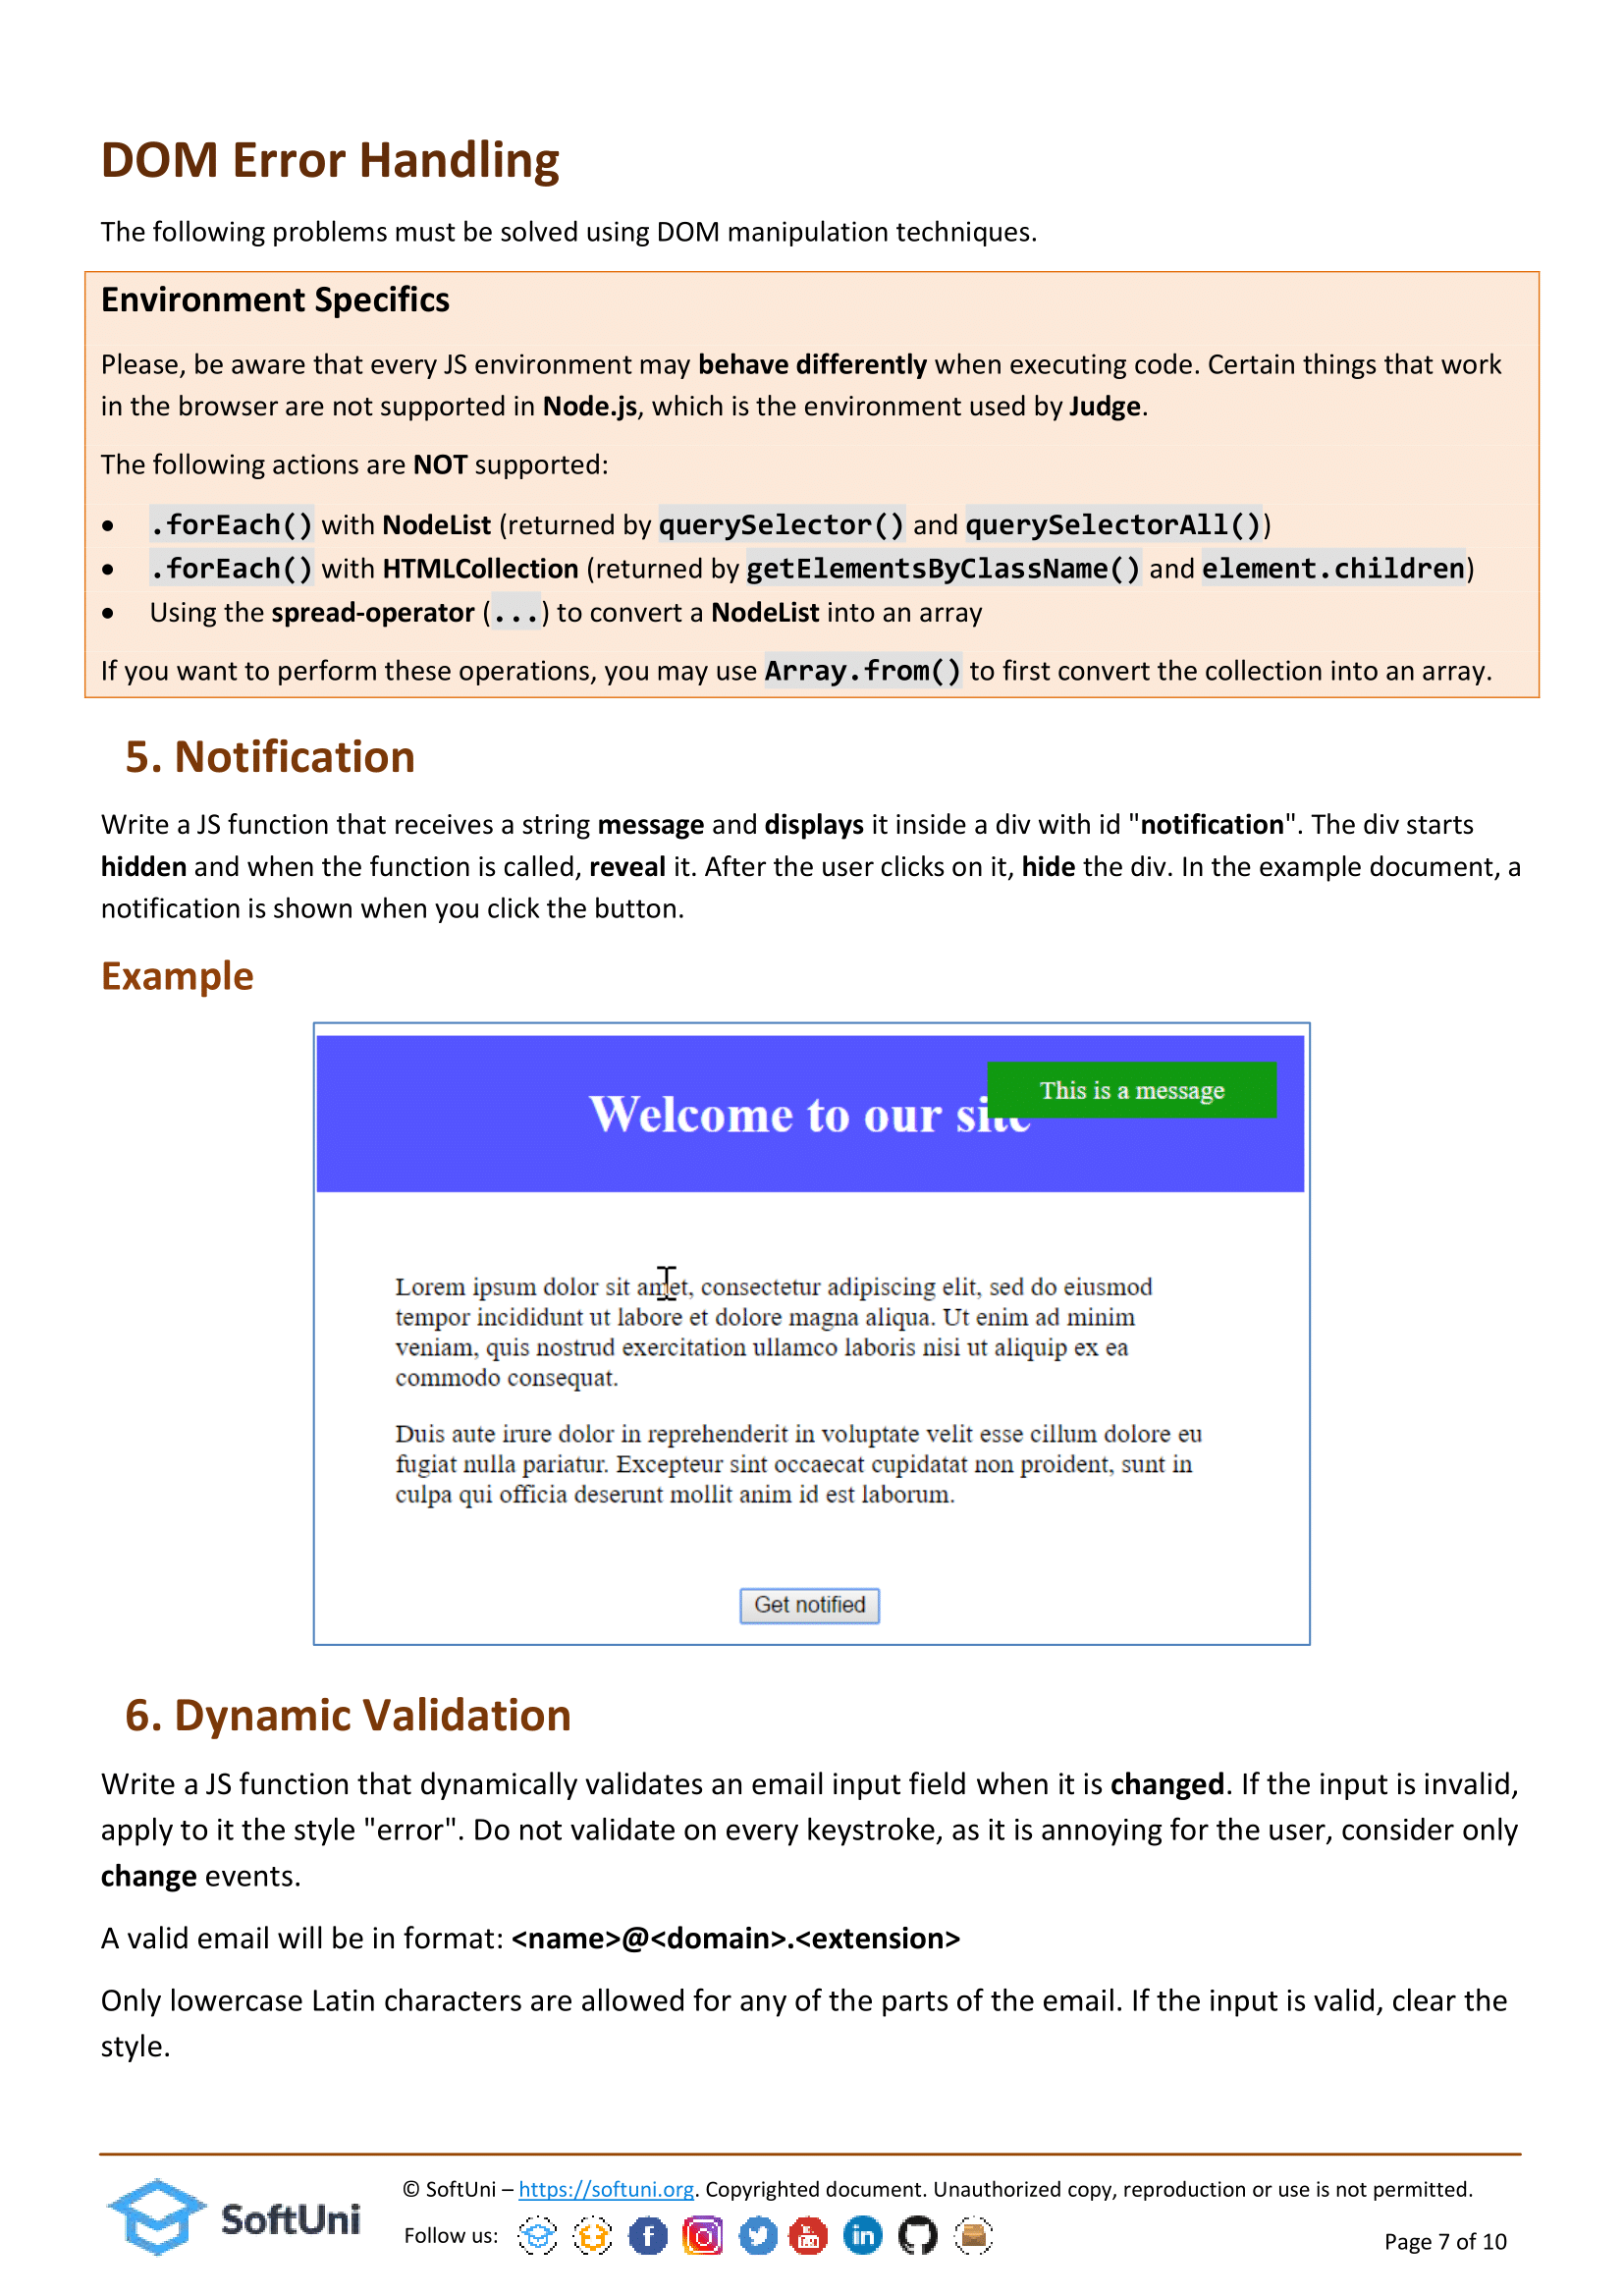 DOM Error Handling
The following problems must be solved using DOM manipulation techniques.
Environment Specifics
Please, be aware that every JS environment may behave differently when executing code. Certain things that work
in the browser are not supported in Node.js, which is the environment used by Judge.
The following actions are NOT supported:
• .forEach() with NodeList (returned by querySelector() and querySelectorAll())
• .forEach() with HTMLCollection (returned by getElementsByClassName() and element.children)
• Using the spread-operator (...) to convert a NodeList into an array
If you want to perform these operations, you may use Array.from() to first convert the collection into an array.
5. Notification
Write a JS function that receives a string message and displays it inside a div with id "notification". The div starts
hidden and when the function is called, reveal it. After the user clicks on it, hide the div. In the example document, a
notification is shown when you click the button.
Example
This is a message
Welcome to our site
Lorem ipsum dolor sit amet, consectetur adipiscing elit, sed do eiusmod
tempor incididunt ut labore et dolore magna aliqua. Ut enim ad minim
veniam, quis nostrud exercitation ullamco laboris nisi ut aliquip ex ea
commodo consequat.
Duis aute irure dolor in reprehenderit in voluptate velit esse cillum dolore eu
fugiat nulla pariatur. Excepteur sint occaecat cupidatat non proident, sunt in
culpa qui officia deserunt mollit anim id est laborum.
Get notified
6. Dynamic Validation
Write a JS function that dynamically validates an email input field when it is changed. If the input is invalid,
apply to it the style "error". Do not validate on every keystroke, as it is annoying for the user, consider only
change events.
A valid email will be in format: <name>@<domain>.<extension>
Only lowercase Latin characters are allowed for any of the parts of the email. If the input is valid, clear the
style.
SoftUni
© SoftUni – https://softuni.org. Copyrighted document. Unauthorized copy, reproduction or use is not permitted.
Follow us:
Page 7 of 10